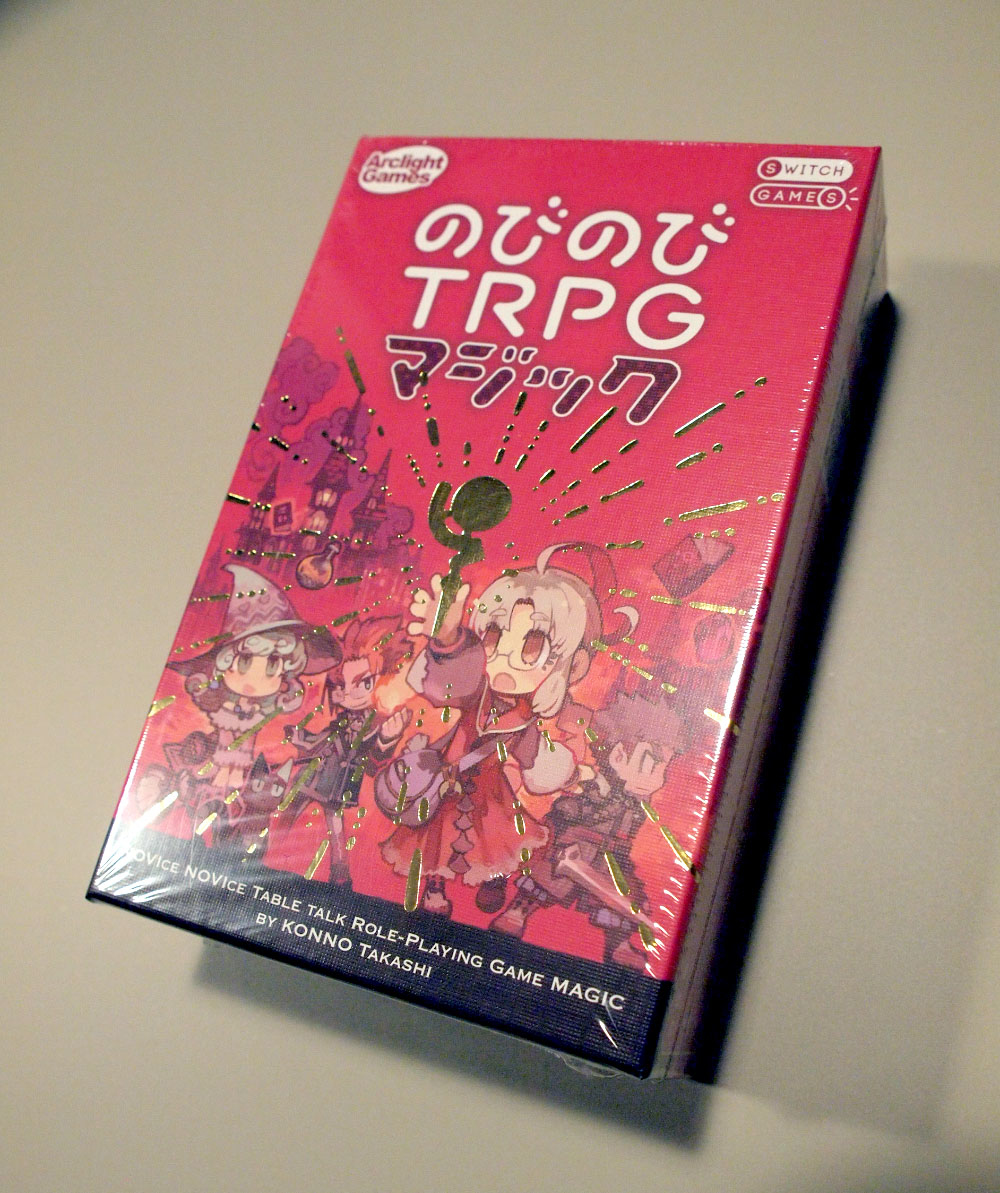 Arclight
Games
SWITCH
GAMES
のびのび
TRPG
マジック
NOVICE NOVICE TABLE TALK ROLE-PLAYING GAME MAGIC
BY KONNO TAKASHI